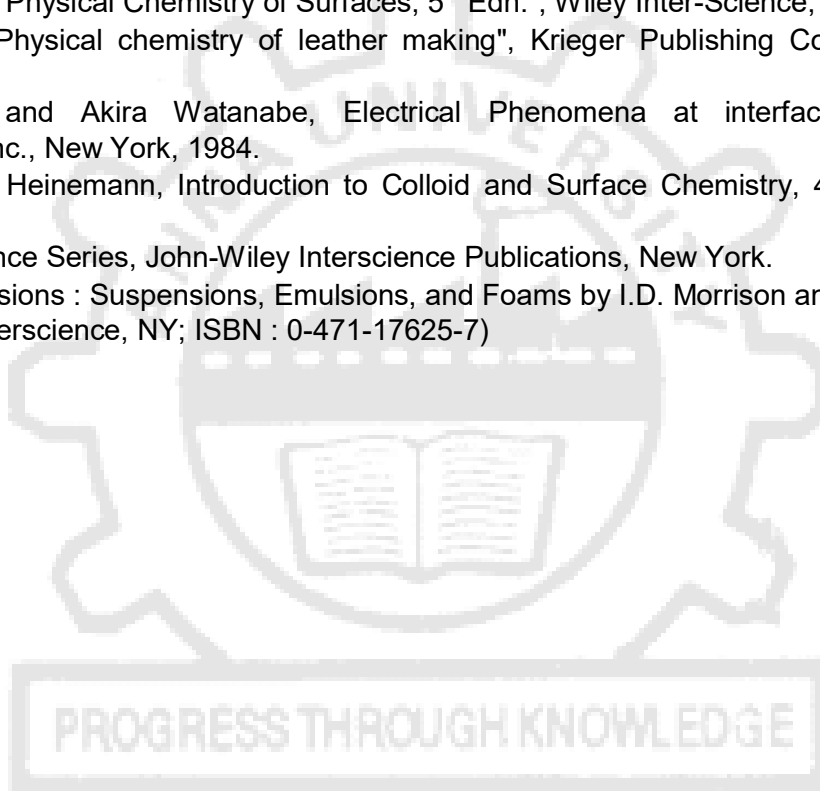 Physical Chemistry of Surfaces, 5 Edn. , Wiley Inter-Science,
Physical chemistry of leather making", Krieger Publishing Co
and Akira Watanabe, Electrical Phenomena at interfac
nc., New York, 1984.
Heinemann, Introduction to Colloid and Surface Chemistry, 4
nce Series, John-Wiley Interscience Publications, New York.
sions : Suspensions, Emulsions, and Foams by I.D. Morrison an
erscience, NY; ISBN : 0-471-17625-7)
UNIVERSITY
PROGRESS THROUGH KNOWLEDGE